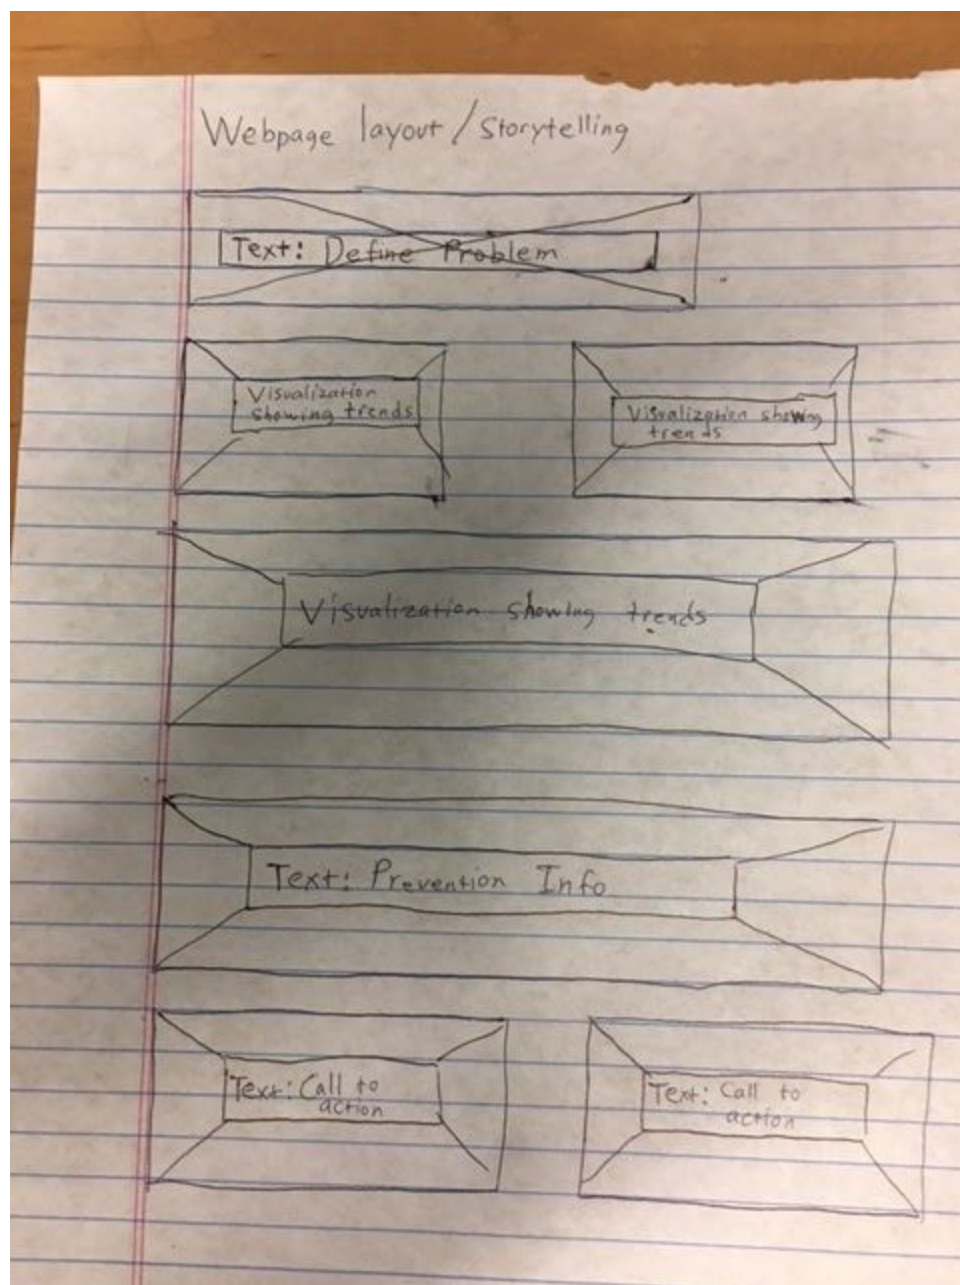 Webpage layout / Storytelling
Text: Define Problem
Visualization
showing trends
Visualization showing
trends
Visualization showing trends
Text: Prevention Info
Text: Call to
action
Text: Call to
action